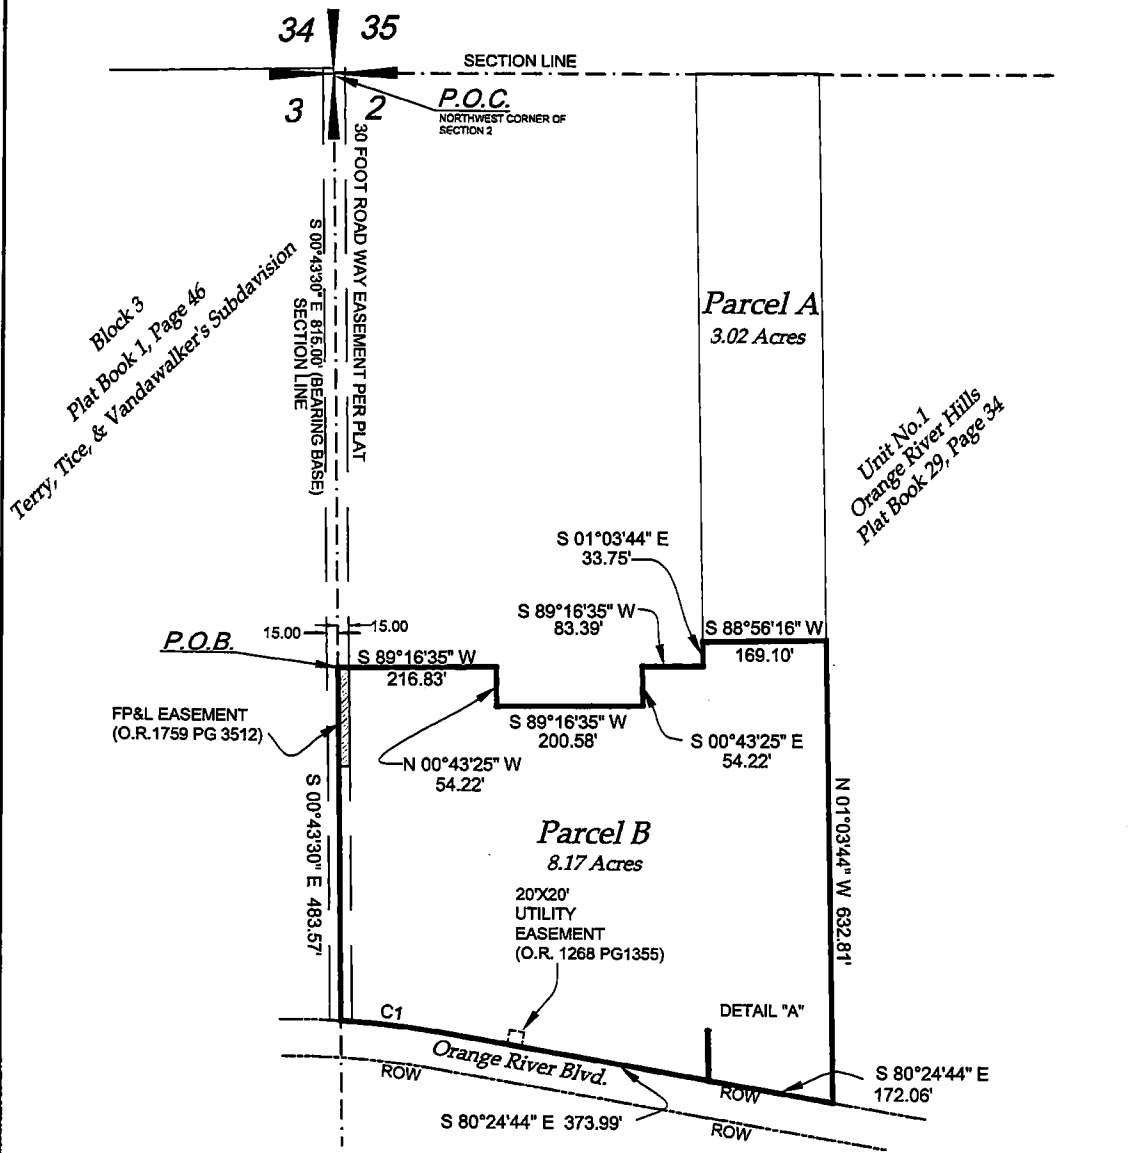 34
35
SECTION LINE
3
2
P.O.C.
NORTHWEST CORNER OF
SECTION 2
30 FOOT ROAD WAY EASEMENT PER PLAT
S 00°43'30" E 815.00' (BEARING BASE)
SECTION LINE
Block 3
Plat Book 1, Page 46
Terry, Tice, & Vandawalker's Subdavision
Parcel A
3.02 Acres
Unit No.1
Orange River Hills
Plat Book 29, Page 34
S 01°03'44" E
33.75'
S 89°16'35" W
83.39'
S 88°56'16" W
169.10'
15.00
15.00
P.O.B.
S 89°16'35" W
216.83'
FP&L EASEMENT
(O.R.1759 PG 3512)
S 89°16'35" W
200.58'
S 00°43'25" E
54.22'
N 00°43'25" W
54.22'
S 00°43'30" E 483.57'
Parcel B
8.17 Acres
N 01°03'44" W 632.81'
20'X20'
UTILITY
EASEMENT
(O.R. 1268 PG1355)
DETAIL "A"
C1
Orange River Blvd.
ROW
ROW
S 80°24'44" E
172.06'
S 80°24'44" E 373.99'
ROW